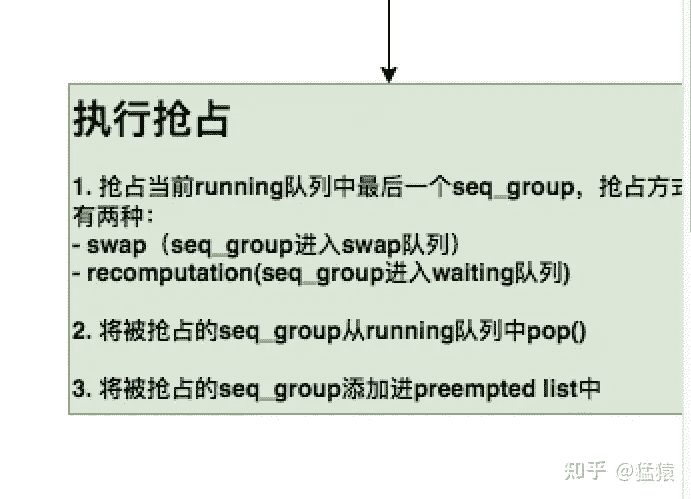 执行抢占
1. 抢占当前running队列中最后一个seq_group，抢占方式
有两种：
- swap（seq_group进入swap队列）
- recomputation(seq_group进入waiting队列)
2. 将被抢占的seq_group从running队列中pop()
3. 将被抢占的seq_group添加进preempted list中
知乎 @猛猿